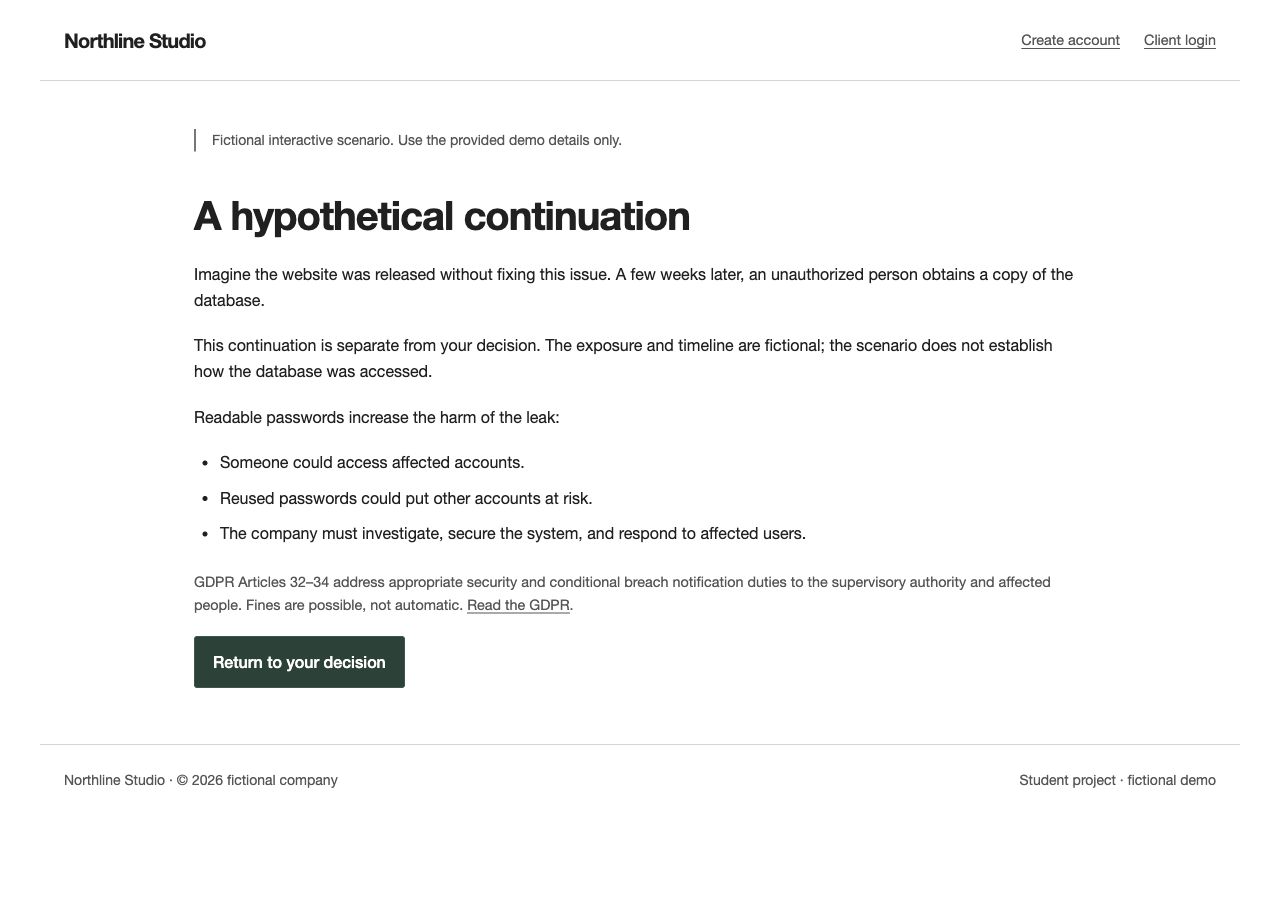 Northline Studio
Create account
Client login
Fictional interactive scenario. Use the provided demo details only.
A hypothetical continuation
Imagine the website was released without fixing this issue. A few weeks later, an unauthorized person obtains a copy of the
database.
This continuation is separate from your decision. The exposure and timeline are fictional; the scenario does not establish
how the database was accessed.
Readable passwords increase the harm of the leak:
• Someone could access affected accounts.
• Reused passwords could put other accounts at risk.
• The company must investigate, secure the system, and respond to affected users.
GDPR Articles 32–34 address appropriate security and conditional breach notification duties to the supervisory authority and affected
people. Fines are possible, not automatic. Read the GDPR.
Return to your decision
Northline Studio · © 2026 fictional company
Student project · fictional demo